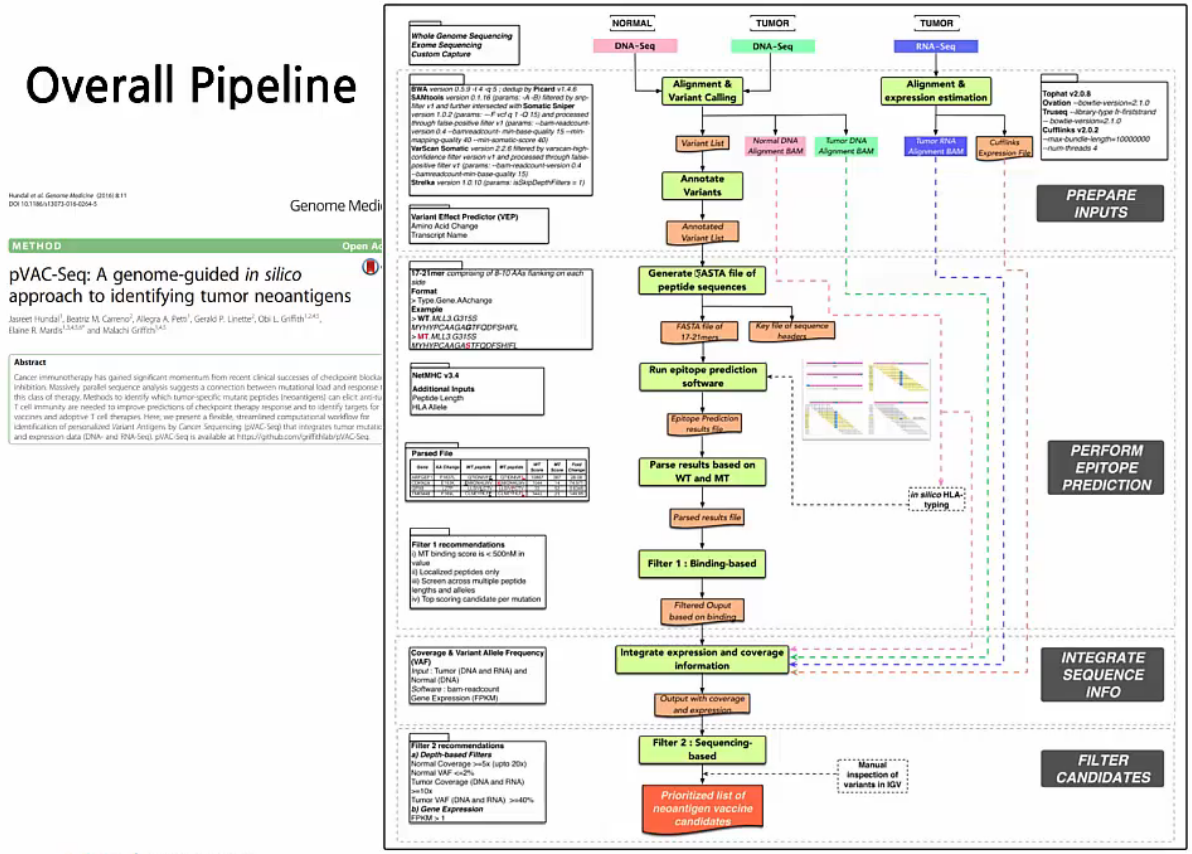 Overall Pipeline
Hundal et al. Genome Medicine (2016) 8:11
DOI 10.1186/s13073-016-0264-5
Genome Medi
METHOD
Open Ac
pVAC-Seq: A genome-guided in silico
approach to identifying tumor neoantigens
Jasreet Hundal, Beatriz M. Carreno, Allegra A. Petti, Gerald P. Linette, Obi L. Griffith,
Elaine R. Mardis and Malachi Griffith
Abstract
Cancer immunotherapy has gained significant momentum from recent clinical successes of checkpoint blocka
inhibition. Massively parallel sequence analysis suggests a connection between mutational load and response t
this class of therapy. Methods to identify which tumor-specific mutant peptides (neoantigens) can elicit anti-tu
T cell immunity are needed to improve predictions of checkpoint therapy response and to identify targets for
vaccines and adoptive T cell therapies. Here, we present a flexible, streamlined computational workflow for
identification of personalized Variant Antigens by Cancer Sequencing (pVAC-Seq) that integrates tumor mutatio
and expression data (DNA- and RNA-Seq). pVAC-Seq is available at https://github.com/griffithlab/pVAC-Seq.
Whole Genome Sequencing
Exome Sequencing
Custom Capture
NORMAL
TUMOR
TUMOR
DNA-Seq
DNA-Seq
RNA-Seq
BWA version 0.5.9 -t 4 -q 5 ; dedup by Picard v1.4.6
SAMtools version 0.1.16 (params: -A -B) filtered by snp-
filter v1 and further intersected with Somatic Sniper
version 1.0.2 (params: --F vcf q 1 -Q 15) and processed
through false-positive filter v1 (params: --bam-readcount-
version 0.4 --bamreadcount- min-base-quality 15 --min-
mapping-quality 40 --min-somatic-score 40)
VarScan Somatic version 2.2.6 filtered by varscan-high-
confidence filter version v1 and processed through false-
positive filter v1 (params: --bam-readcount-version 0.4
--bamreadcount-min-base-quality 15)
Strelka version 1.0.10 (params: isSkipDepthFilters = 1)
Alignment &
Variant Calling
Alignment &
expression estimation
Tophat v2.0.8
Ovation --bowtie-version=2.1.0
Truseq --library-type fr-firststrand
-- bowtie-version=2.1.0
Cufflinks v2.0.2
--max-bundle-length=10000000
--num-threads 4
Variant List
Normal DNA
Alignment BAM
Tumor DNA
Alignment BAM
Tumor RNA
Alignment BAM
Cufflinks
Expression File
Annotate
Variants
PREPARE
INPUTS
Variant Effect Predictor (VEP)
Amino Acid Change
Transcript Name
Annotated
Variant List
17-21mer comprising of 8-10 AAs flanking on each
side
Format
> Type.Gene.AAchange
Example
> WT.MLL3.G315S
MYHYPCAAGAGTFQDFSHIFL
> MT.MLL3.G315S
MYHYPCAAGASTFQDFSHIFL
Generate FASTA file of
peptide sequences
FASTA file of
17-21mers
Key file of sequence
headers
NetMHC v3.4
Additional Inputs
Peptide Length
HLA Allele
Run epitope prediction
software
Epitope Prediction
results file
Parsed File
Gene AA Change WT peptide MT peptide WT Score MT Score Fold Change
Parse results based on
WT and MT
in silico HLA-
typing
PERFORM
EPITOPE
PREDICTION
Parsed results file
Filter 1 recommendations
i) MT binding score is < 500nM in
value
ii) Localized peptides only
iii) Screen across multiple peptide
lengths and alleles
iv) Top scoring candidate per mutation
Filter 1 : Binding-based
Filtered Ouput
based on binding
Coverage & Variant Allele Frequency
(VAF)
Input : Tumor (DNA and RNA) and
Normal (DNA)
Software : bam-readcount
Gene Expression (FPKM)
Integrate expression and coverage
information
INTEGRATE
SEQUENCE
INFO
Output with coverage
and expression
Filter 2 recommendations
a) Depth-based Filters
Normal Coverage >=5x (upto 20x)
Normal VAF <=2%
Tumor Coverage (DNA and RNA)
>=10x
Tumor VAF (DNA and RNA) >=40%
b) Gene Expression
FPKM > 1
Filter 2 : Sequencing-
based
Manual
inspection of
variants in IGV
FILTER
CANDIDATES
Prioritized list of
neoantigen vaccine
candidates